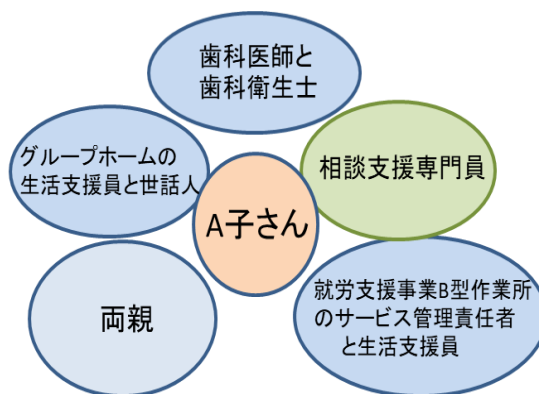 歯科医師と
歯科衛生士
グループホームの
生活支援員と世話人
相談支援専門員
A子さん
両親
就労支援事業B型作業所
のサービス管理責任者
と生活支援員